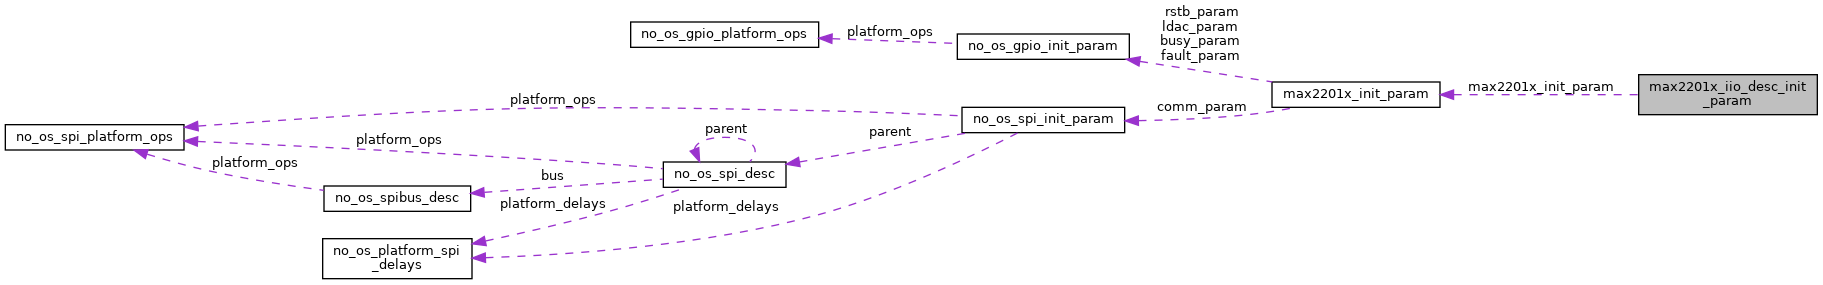 rstb_param
ldac_param
busy_param
fault_param
no_os_gpio_platform_ops
platform_ops
no_os_gpio_init_param
max2201x_init_param
max2201x_init_param
max2201x_iio_desc_init
_param
platform_ops
comm_param
no_os_spi_init_param
no_os_spi_platform_ops
platform_ops
parent
parent
platform_ops
bus
no_os_spi_desc
no_os_spibus_desc
platform_delays
platform_delays
no_os_platform_spi
_delays